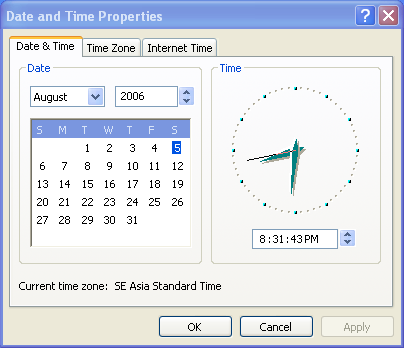 Date and Time Properties
Date & Time Time Zone Internet Time
Date
August 2006
S M T W T F S
1 2 3 4 5
6 7 8 9 10 11 12
13 14 15 16 17 18 19
20 21 22 23 24 25 26
27 28 29 30 31
Time
8:31:43 PM
Current time zone: SE Asia Standard Time
OK Cancel Apply